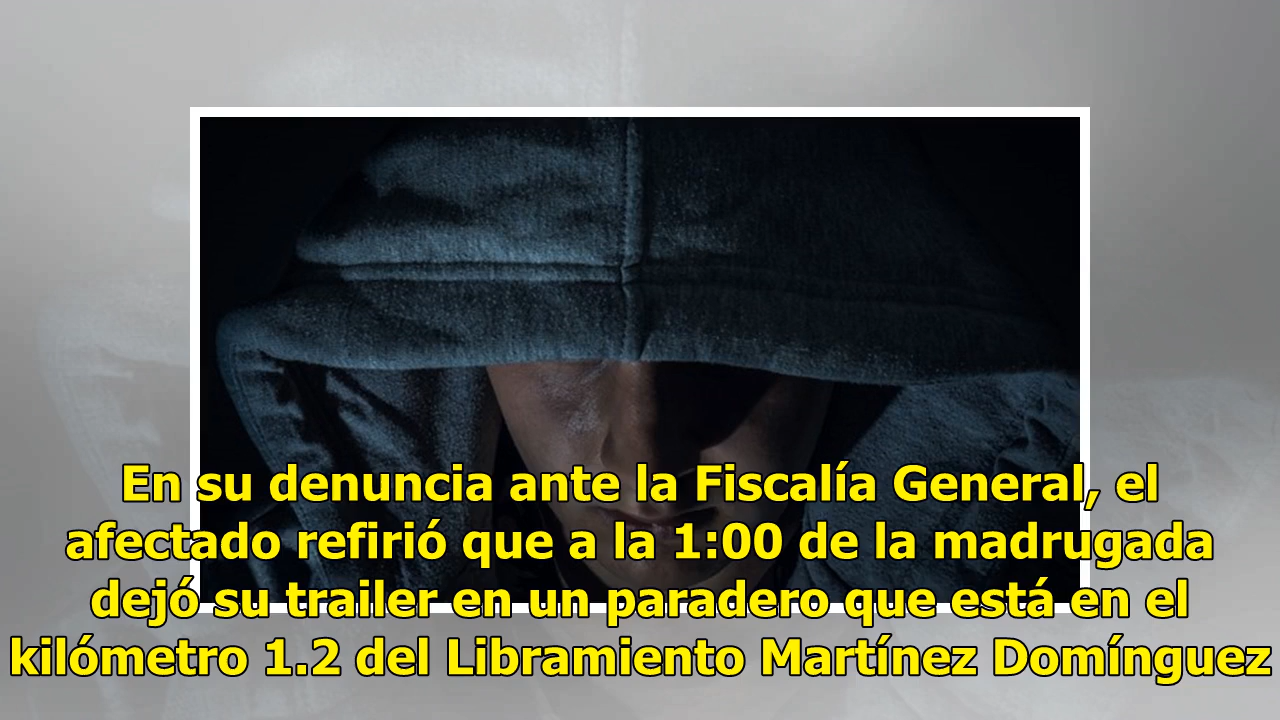 En su denuncia ante la Fiscalía General, el
afectado refirió que a la 1:00 de la madrugada
dejó su trailer en un paradero que está en el
kilómetro 1.2 del Libramiento Martínez Domínguez